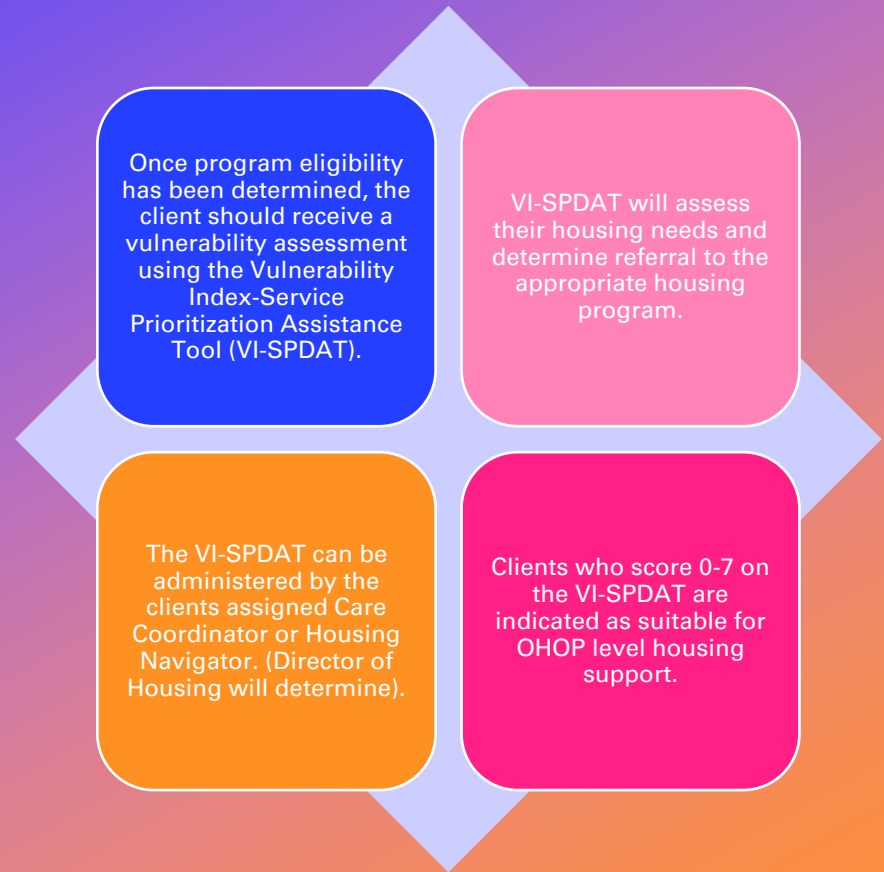 Once program eligibility
has been determined, the
client should receive a
vulnerability assessment
using the Vulnerability
Index-Service
Prioritization Assistance
Tool (VI-SPDAT).
VI-SPDAT will assess
their housing needs and
determine referral to the
appropriate housing
program.
The VI-SPDAT can be
administered by the
clients assigned Care
Coordinator or Housing
Navigator. (Director of
Housing will determine).
Clients who score 0-7 on
the VI-SPDAT are
indicated as suitable for
OHOP level housing
support.